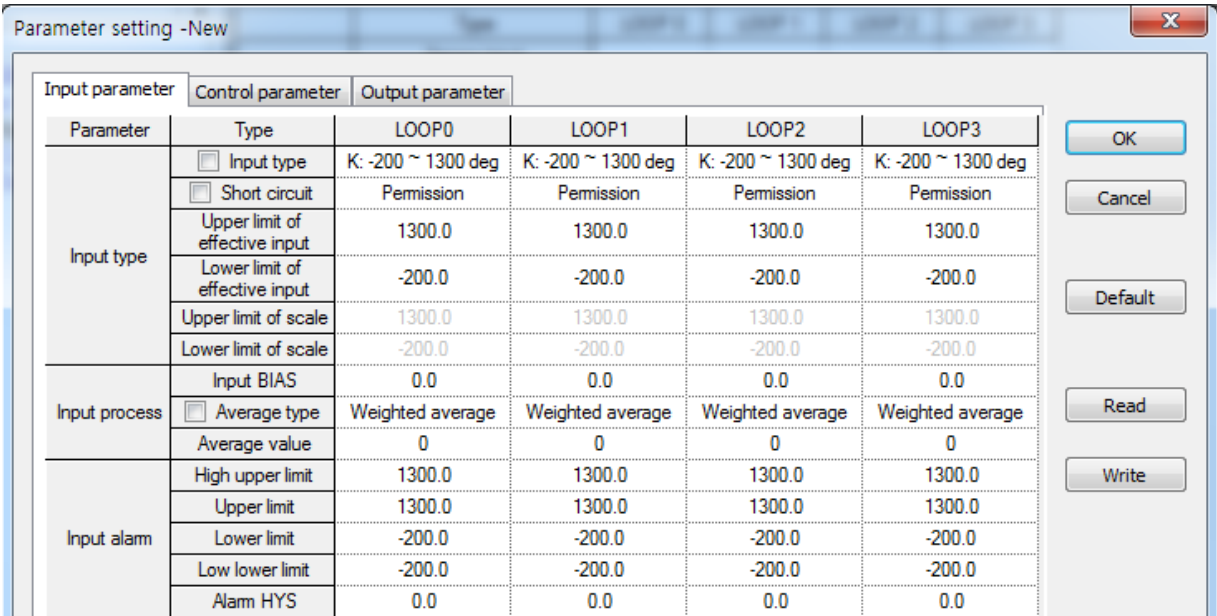 Parameter setting -New
Input parameter Control parameter Output parameter
Parameter Type LOOP0 LOOP1 LOOP2 LOOP3
Input type
Input type K: -200 ~ 1300 deg K: -200 ~ 1300 deg K: -200 ~ 1300 deg K: -200 ~ 1300 deg
Short circuit Permission Permission Permission Permission
Upper limit of
effective input 1300.0 1300.0 1300.0 1300.0
Lower limit of
effective input -200.0 -200.0 -200.0 -200.0
Upper limit of scale 1300.0 1300.0 1300.0 1300.0
Lower limit of scale -200.0 -200.0 -200.0 -200.0
Input process
Input BIAS 0.0 0.0 0.0 0.0
Average type Weighted average Weighted average Weighted average Weighted average
Average value 0 0 0 0
Input alarm
High upper limit 1300.0 1300.0 1300.0 1300.0
Upper limit 1300.0 1300.0 1300.0 1300.0
Lower limit -200.0 -200.0 -200.0 -200.0
Low lower limit -200.0 -200.0 -200.0 -200.0
Alarm HYS 0.0 0.0 0.0 0.0
OK
Cancel
Default
Read
Write